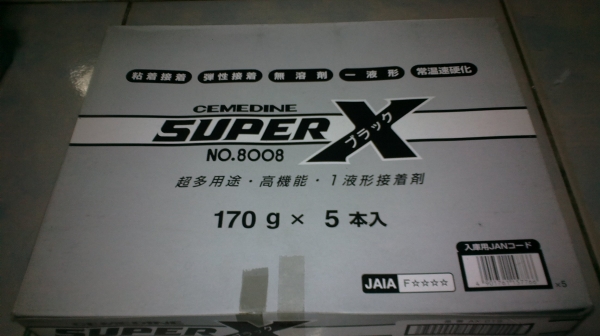 粘着接着 弾性接着 無溶剤 一液形 常温速硬化
CEMEDINE
SUPER X ブラック
NO.8008
超多用途・高機能・1液形接着剤
170g × 5本入
入庫用JANコード
×5
JAIA F☆☆☆☆